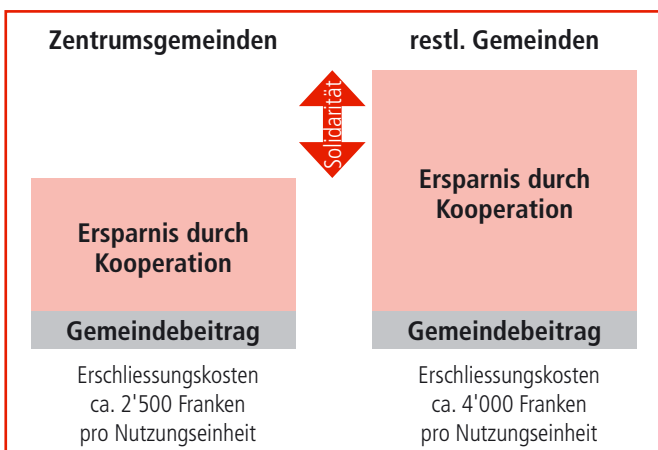 Zentrumsgemeinden
restl. Gemeinden
Solidarität
Ersparnis durch
Kooperation
Ersparnis durch
Kooperation
Gemeindebeitrag
Gemeindebeitrag
Erschliessungskosten
ca. 2'500 Franken
pro Nutzungseinheit
Erschliessungskosten
ca. 4'000 Franken
pro Nutzungseinheit